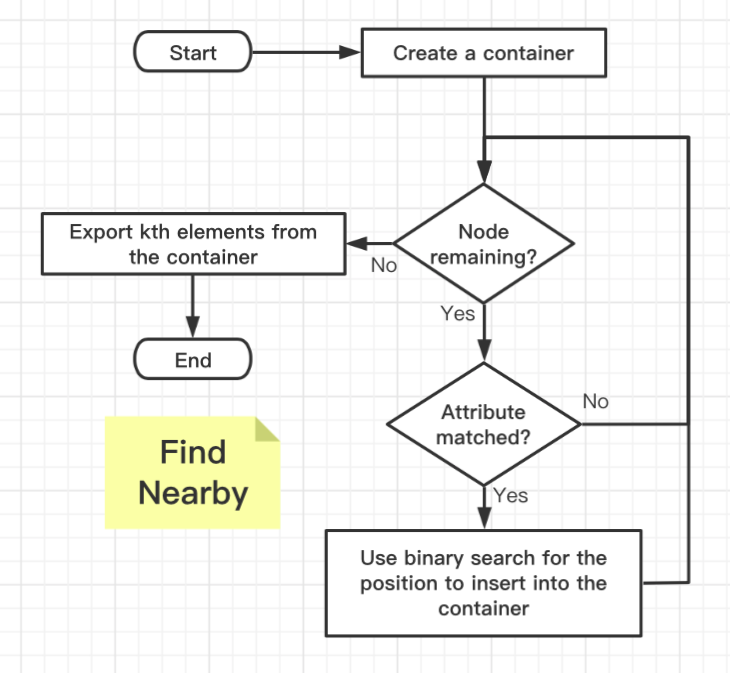 Start
Create a container
Node
remaining?
No
Export kth elements from
the container
End
Yes
Attribute
matched?
No
Yes
Use binary search for the
position to insert into the
container
Find
Nearby